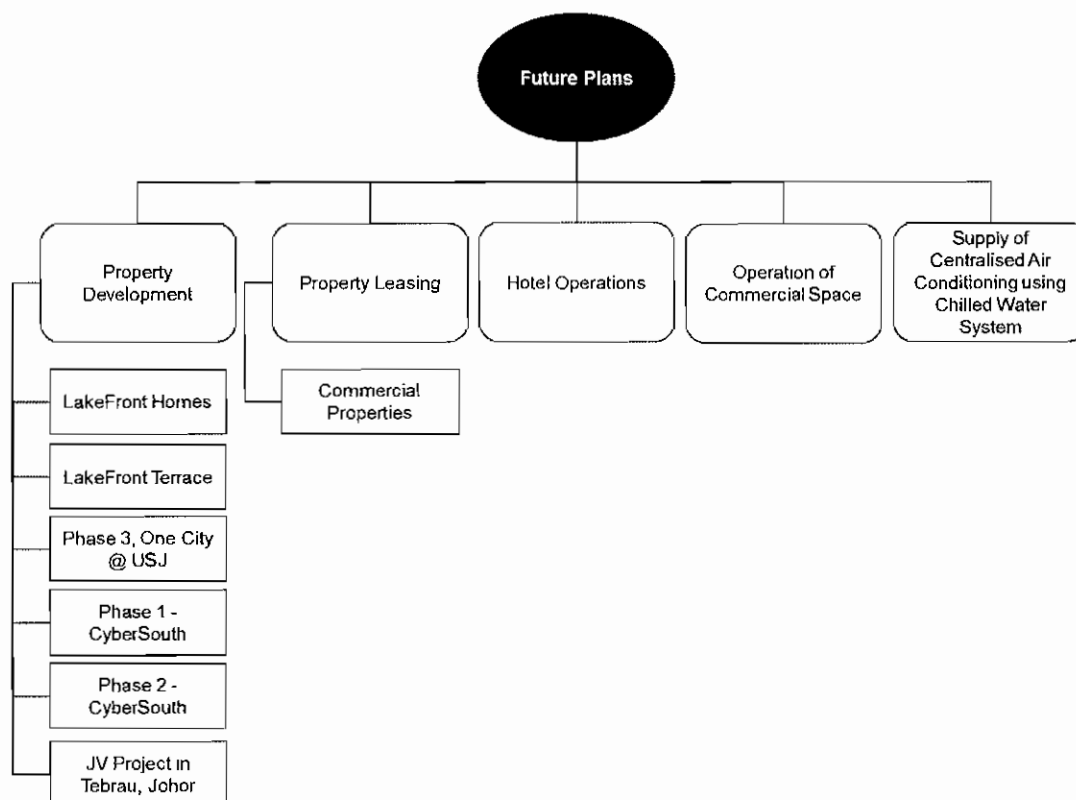 Future Plans
Property
Development
Property Leasing
Hotel Operations
Operation of
Commercial Space
Supply of
Centralised Air
Conditioning using
Chilled Water
System
LakeFront Homes
LakeFront Terrace
Phase 3, One City
@ USJ
Phase 1 -
CyberSouth
Phase 2 -
CyberSouth
JV Project in
Tebrau, Johor
Commercial
Properties